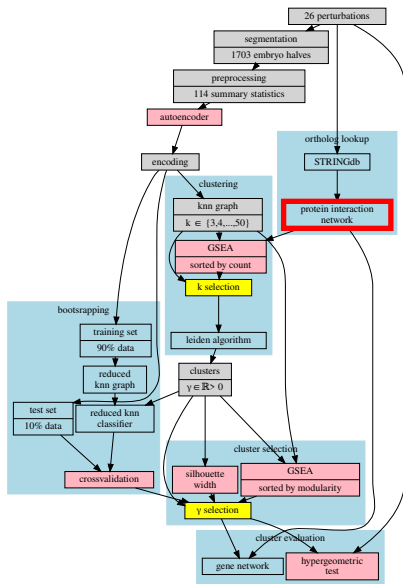 26 perturbations
segmentation
1703 embryo halves
preprocessing
114 summary statistics
autoencoder
ortholog lookup
encoding
STRINGdb
clustering
knn graph
k ∈ {3,4,...,50}
protein interaction
network
GSEA
sorted by count
k selection
bootsrapping
training set
90% data
leiden algorithm
reduced
knn graph
clusters
γ∈ℝ> 0
test set
10% data
reduced knn
classifier
cluster selection
crossvalidation
silhouette
width
GSEA
sorted by modularity
γ selection
cluster evaluation
gene network
hypergeometric
test